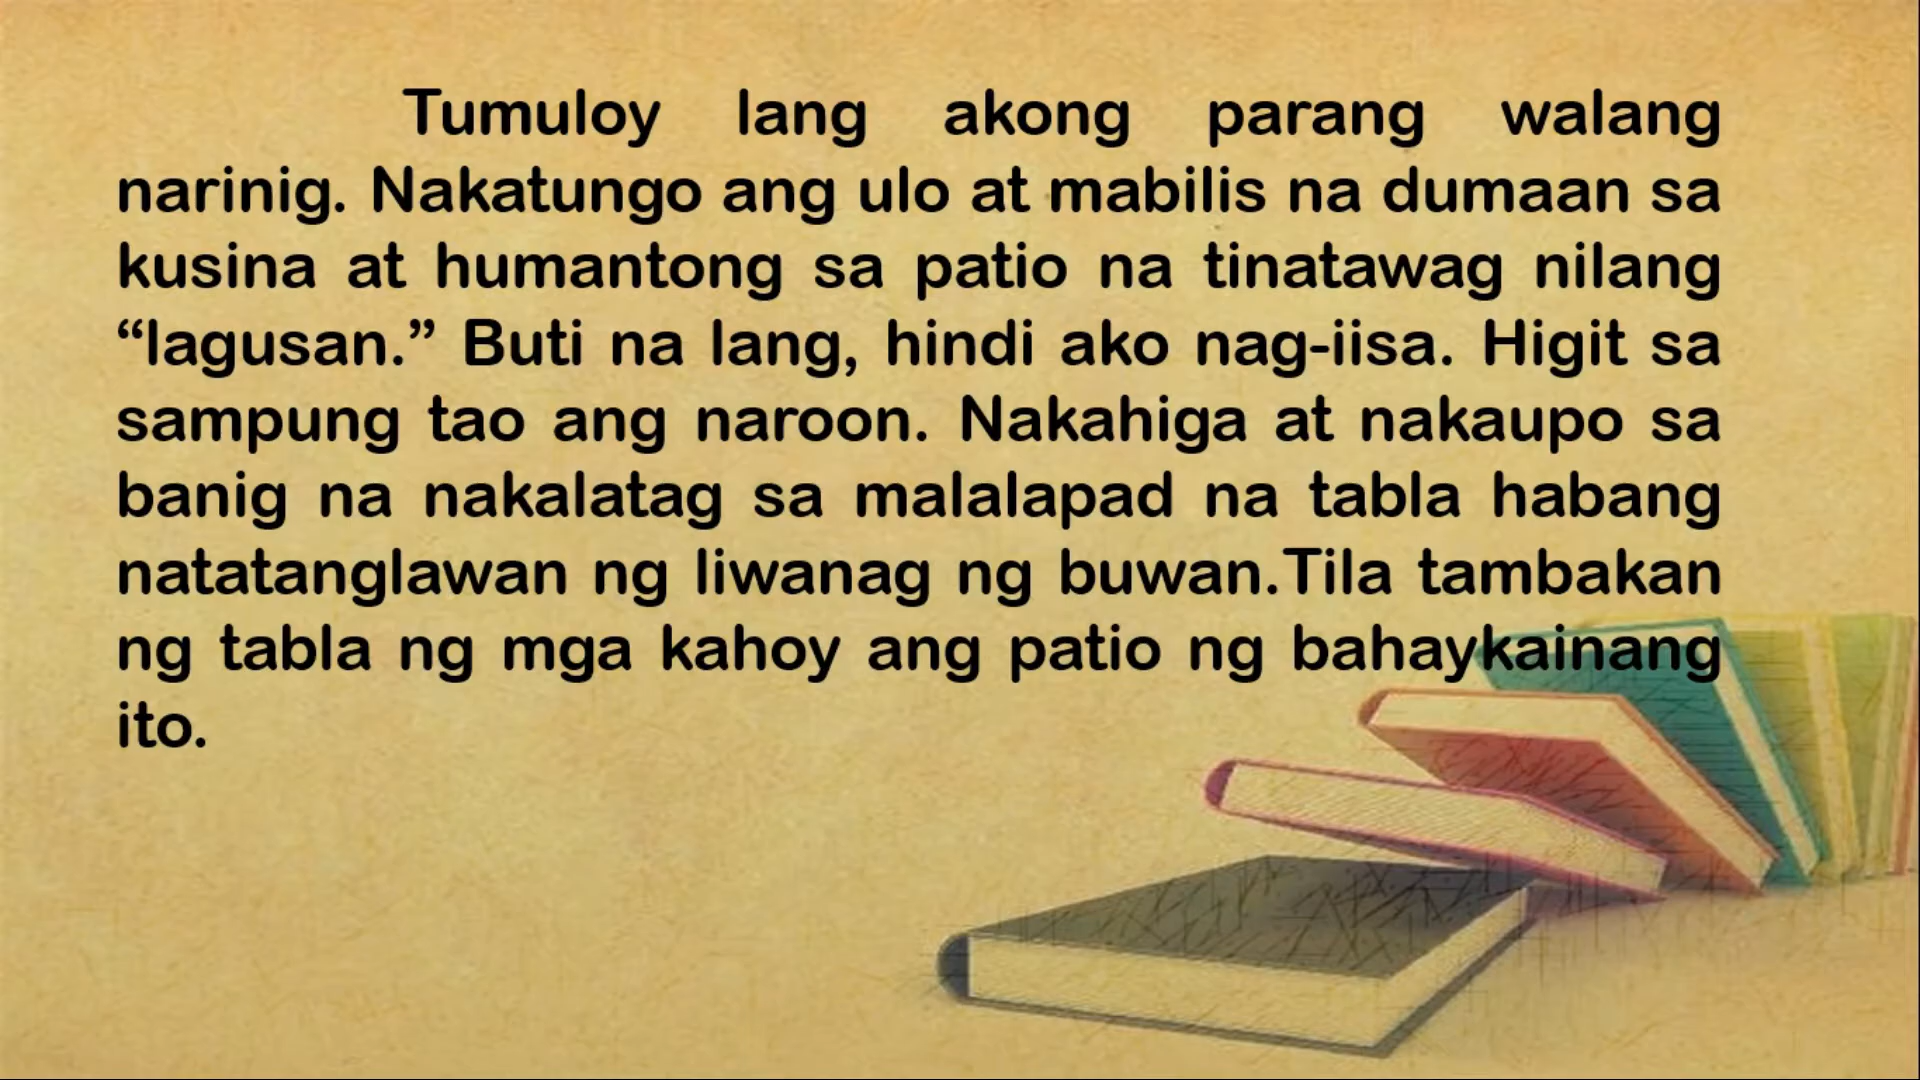 Tumuloy lang akong parang walang
narinig. Nakatungo ang ulo at mabilis na dumaan sa
kusina at humantong sa patio na tinatawag nilang
“lagusan.” Buti na lang, hindi ako nag-iisa. Higit sa
sampung tao ang naroon. Nakahiga at nakaupo sa
banig na nakalatag sa malalapad na tabla habang
natatanglawan ng liwanag ng buwan.Tila tambakan
ng tabla ng mga kahoy ang patio ng bahaykainang
ito.